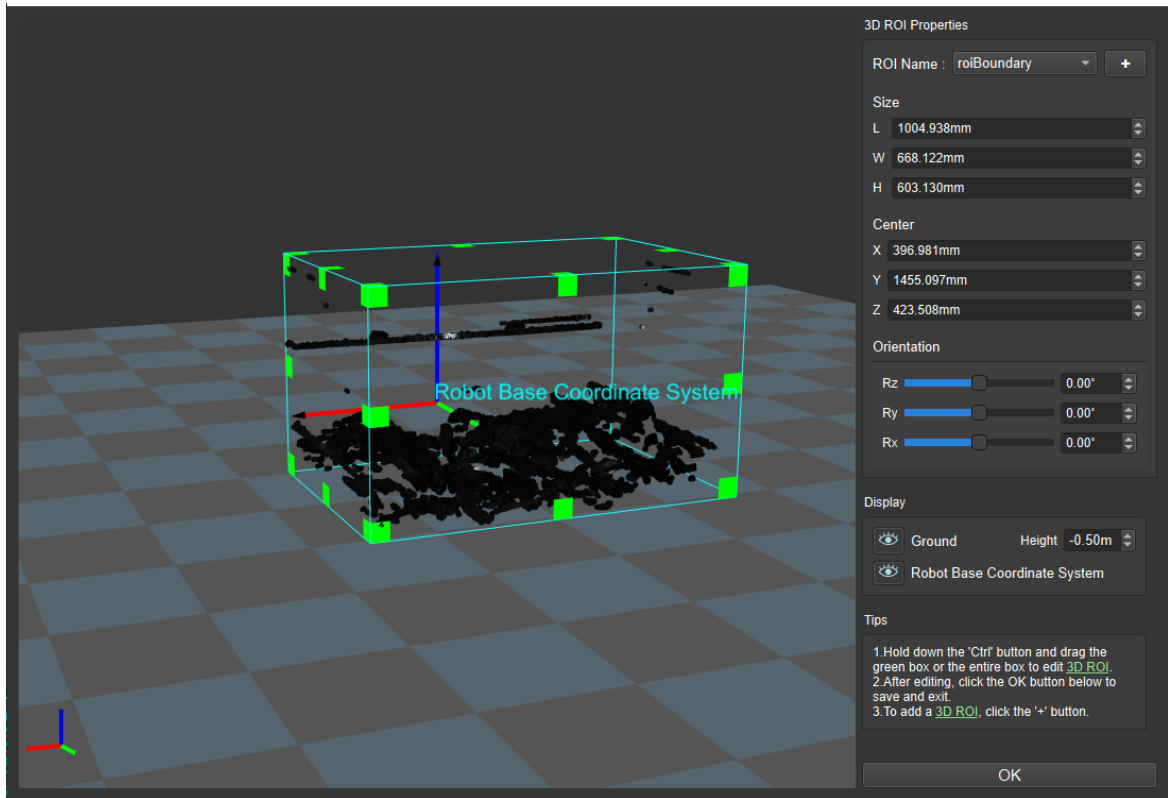 3D ROI Properties
ROI Name : roiBoundary +
Size
L 1004.938mm
W 668.122mm
H 603.130mm
Center
X 396.981mm
Y 1455.097mm
Z 423.508mm
Orientation
Rz 0.00°
Ry 0.00°
Rx 0.00°
Robot Base Coordinate System
Display
Ground Height -0.50m
Robot Base Coordinate System
Tips
1.Hold down the 'Ctrl' button and drag the
green box or the entire box to edit 3D ROI.
2.After editing, click the OK button below to
save and exit.
3.To add a 3D ROI, click the '+' button.
OK